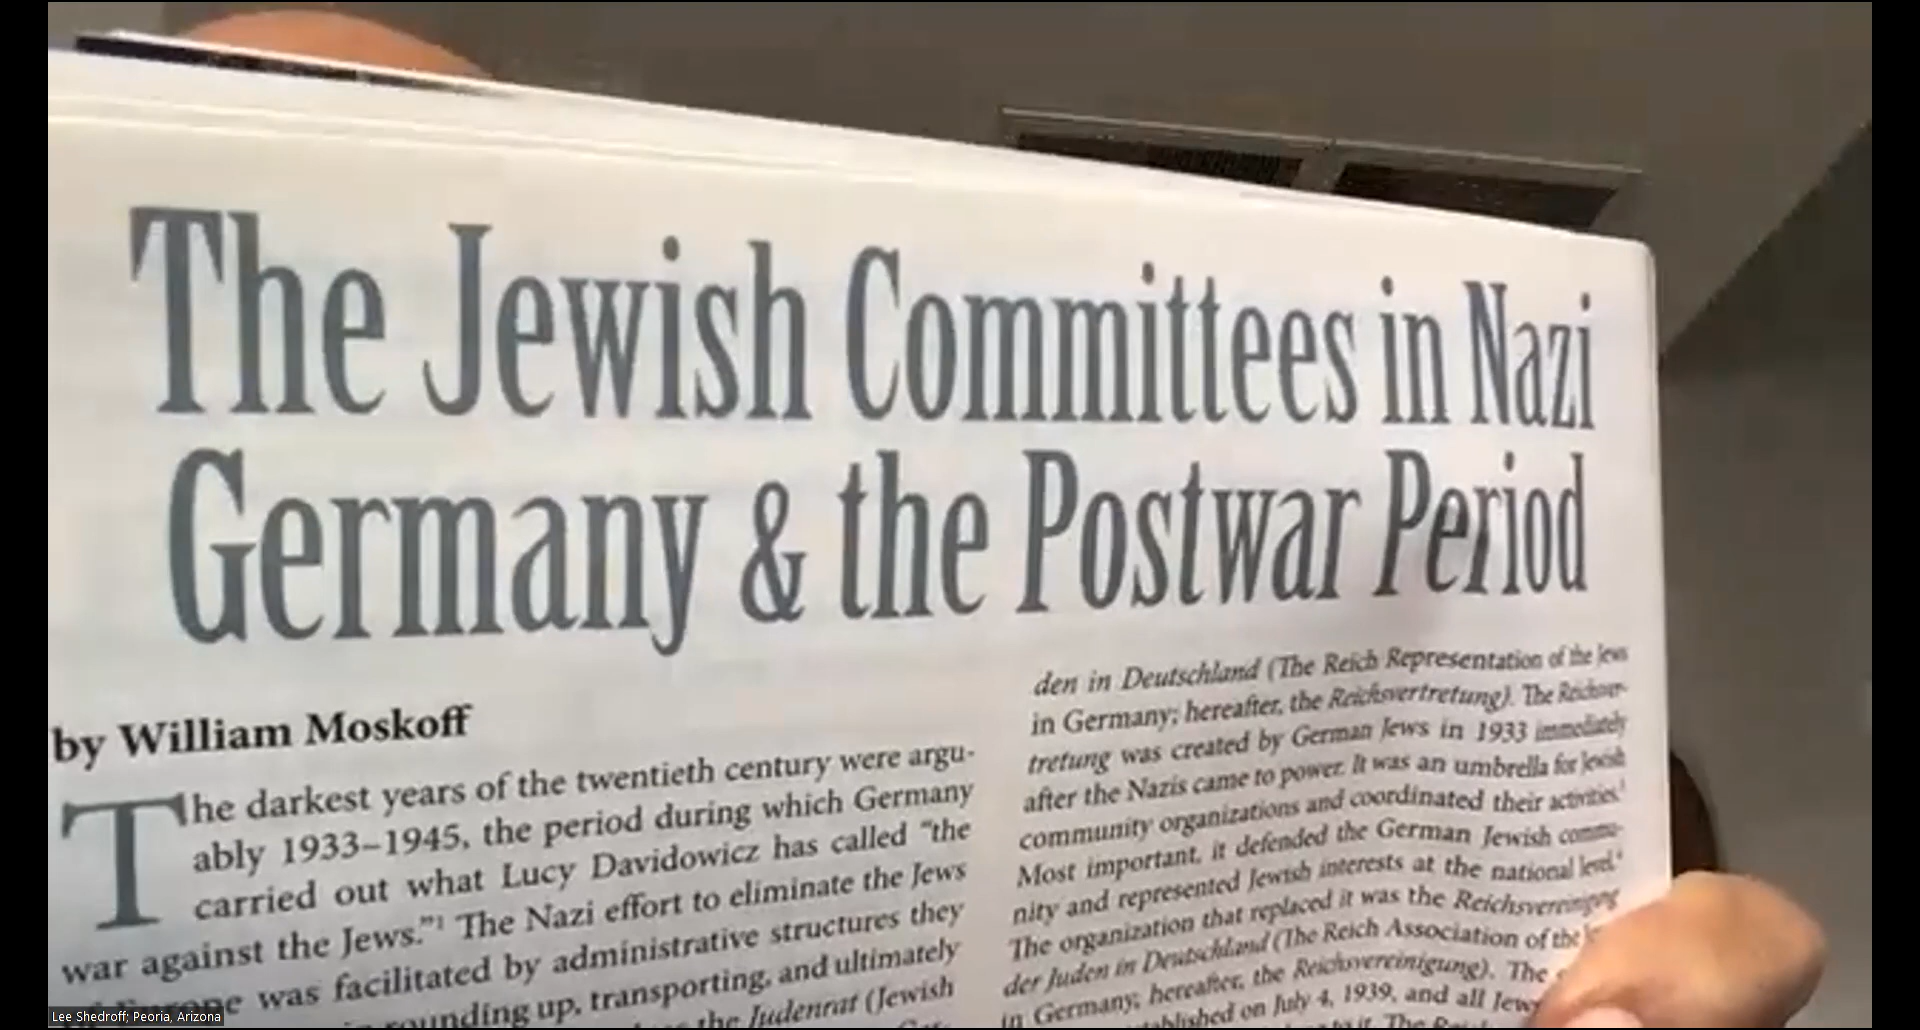 The Jewish Committees in Nazi
Germany & the Postwar Period
by William Moskoff
The darkest years of the twentieth century were argu-
ably 1933–1945, the period during which Germany
carried out what Lucy Davidowicz has called “the
war against the Jews.”¹ The Nazi effort to eliminate the Jews
of Europe was facilitated by administrative structures they
rounding up, transporting, and ultimately
the Judenrat (Jewish
den in Deutschland (The Reich Representation of the Jews
in Germany; hereafter, the Reichsvertretung). The Reichsver-
tretung was created by German Jews in 1933 immediately
after the Nazis came to power. It was an umbrella for Jewish
community organizations and coordinated their activities.
Most important, it defended the German Jewish commu-
nity and represented Jewish interests at the national level.
The organization that replaced it was the Reichsvereinigung
der Juden in Deutschland (The Reich Association of the
in Germany; hereafter, the Reichsvereinigung). The
established on July 4, 1939, and all Jews
to it. The
Lee Shedroff; Peoria, Arizona